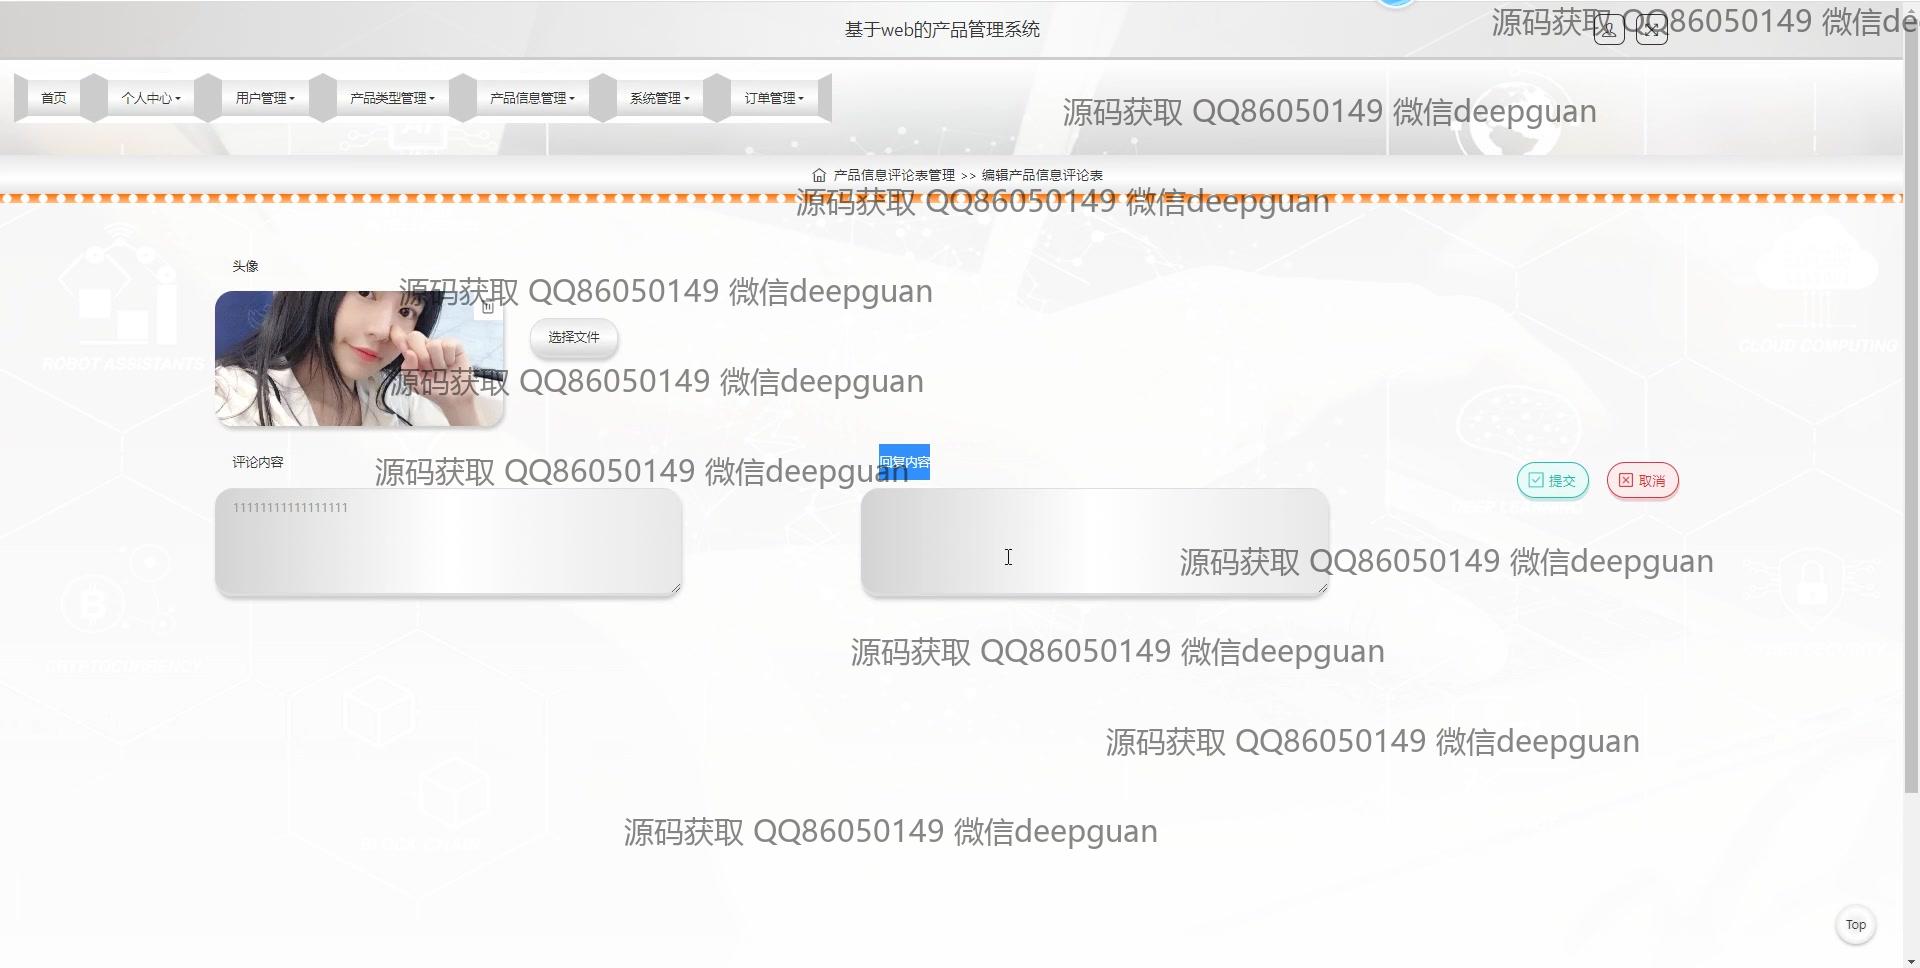 基于web的产品管理系统
源码获取 QQ86050149 微信de
首页 个人中心 用户管理 产品类型管理 产品信息管理 系统管理 订单管理
源码获取 QQ86050149 微信deepguan
产品信息评论表管理 >> 编辑产品信息评论表
源码获取 QQ86050149 微信deepguan
头像
源码获取 QQ86050149 微信deepguan
选择文件
ROBOT ASSISTANTS
CLOUD COMPUTING
源码获取 QQ86050149 微信deepguan
评论内容
源码获取 QQ86050149 微信deepguan
回复内容
提交 取消
DEEP LEARNING
11111111111111111
源码获取 QQ86050149 微信deepguan
源码获取 QQ86050149 微信deepguan
CRYPTOCURRENCY
源码获取 QQ86050149 微信deepguan
源码获取 QQ86050149 微信deepguan
BLOCK CHAIN
Top